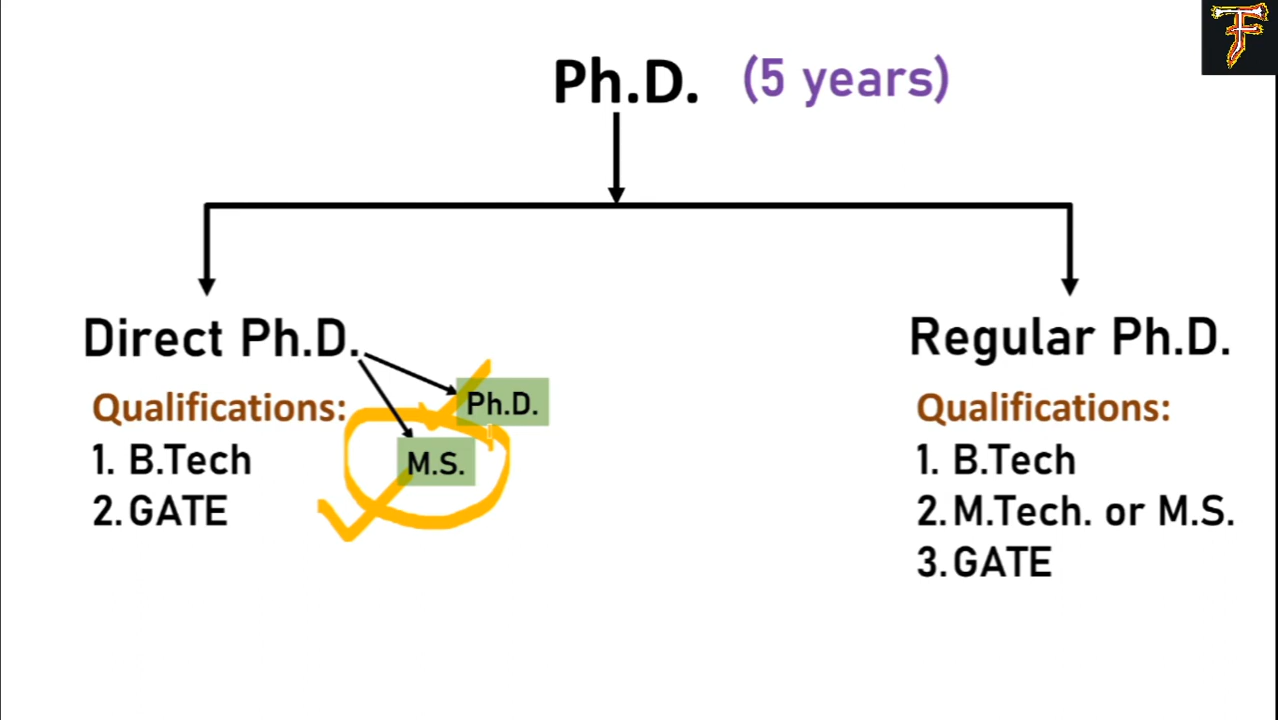 Ph.D. (5 years)
Direct Ph.D.
Ph.D.
M.S.
Qualifications:
1. B.Tech
2. GATE
Regular Ph.D.
Qualifications:
1. B.Tech
2. M.Tech. or M.S.
3. GATE